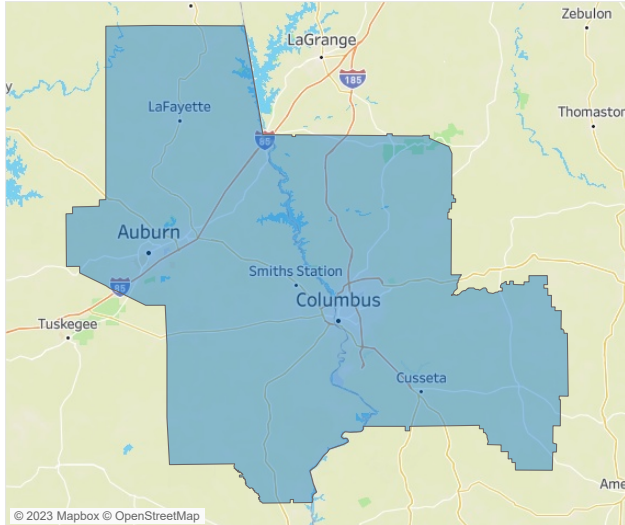 Zebulon
LaGrange
185
y
LaFayette
Thomaston
85
Auburn
Smiths Station
85
Columbus
Tuskegee
Cusseta
Ame
© 2023 Mapbox © OpenStreetMap